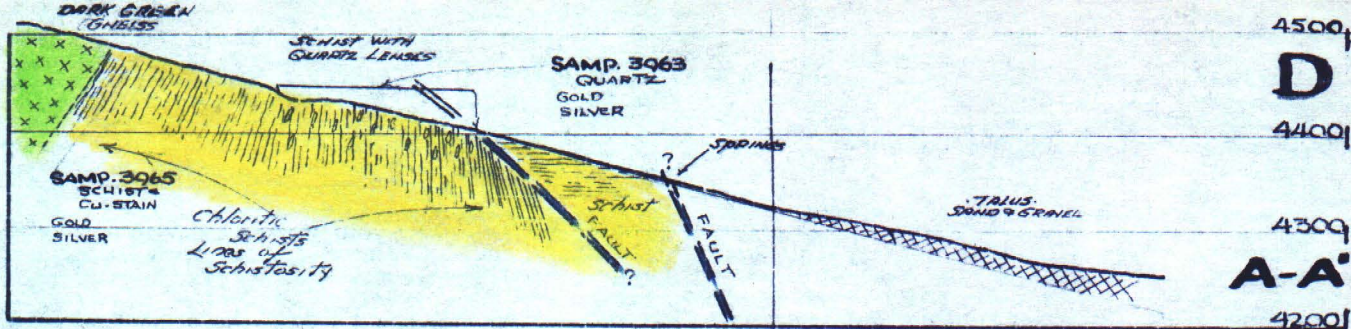 DARK GREEN
GNEISS
SCHIST WITH
QUARTZ LENSES
SAMP. 3963
QUARTZ
GOLD
SILVER
4500
D
4400
?
SPRINGS
SAMP. 3965
SCHIST &
CU-STAIN
GOLD
SILVER
Chloritic
Schists
Lines of
Schistosity
Schist
FAULT
?
FAULT
TALUS
SAND & GRAVEL
4300
A-A'
4200